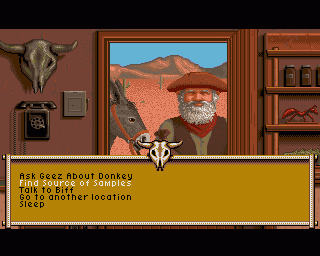 Ask Geez About Donkey
Find Source of Samples
Talk to Biff
Go to another location
Sleep